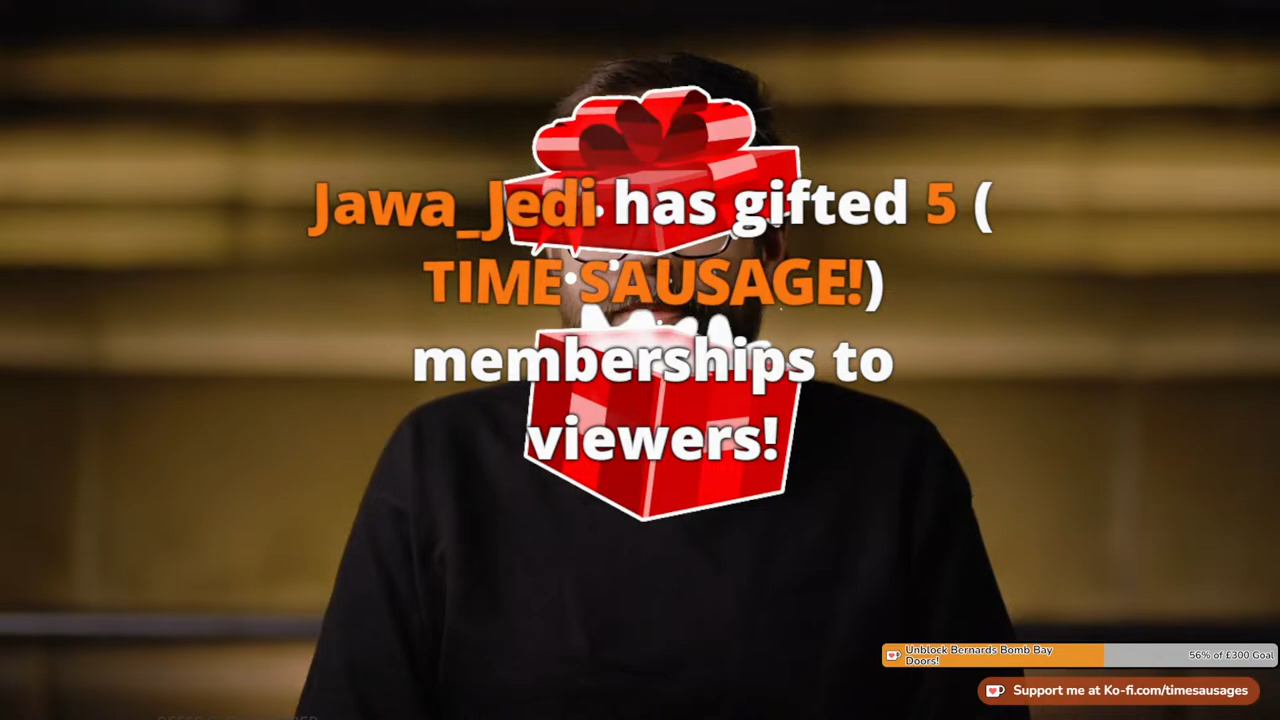 Jawa_Jedi has gifted 5 (
TIME SAUSAGE!)
memberships to
viewers!
Unblock Bernards Bomb Bay
Doors!
56% of £300 Goal
Support me at Ko-fi.com/timesausages